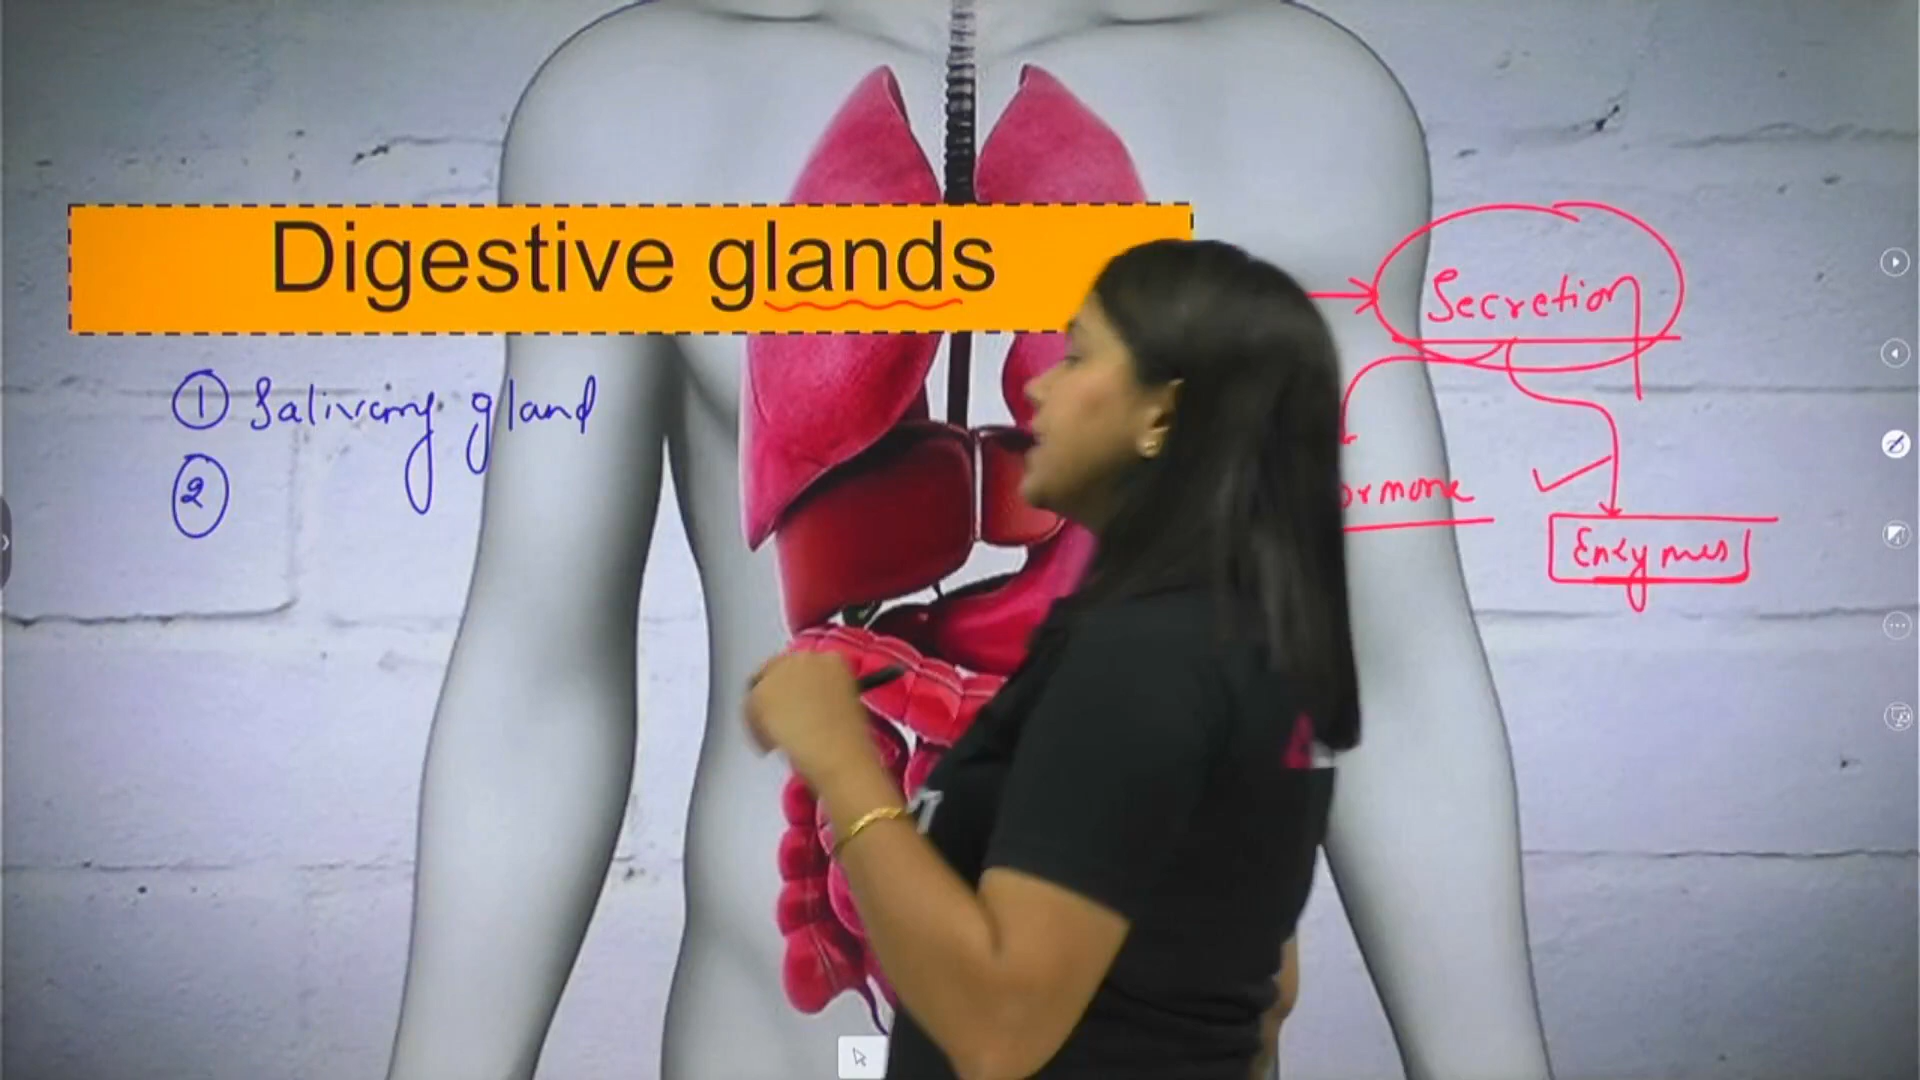 Digestive glands
Secretion
① Salivary gland
②
ormone
Enzymes